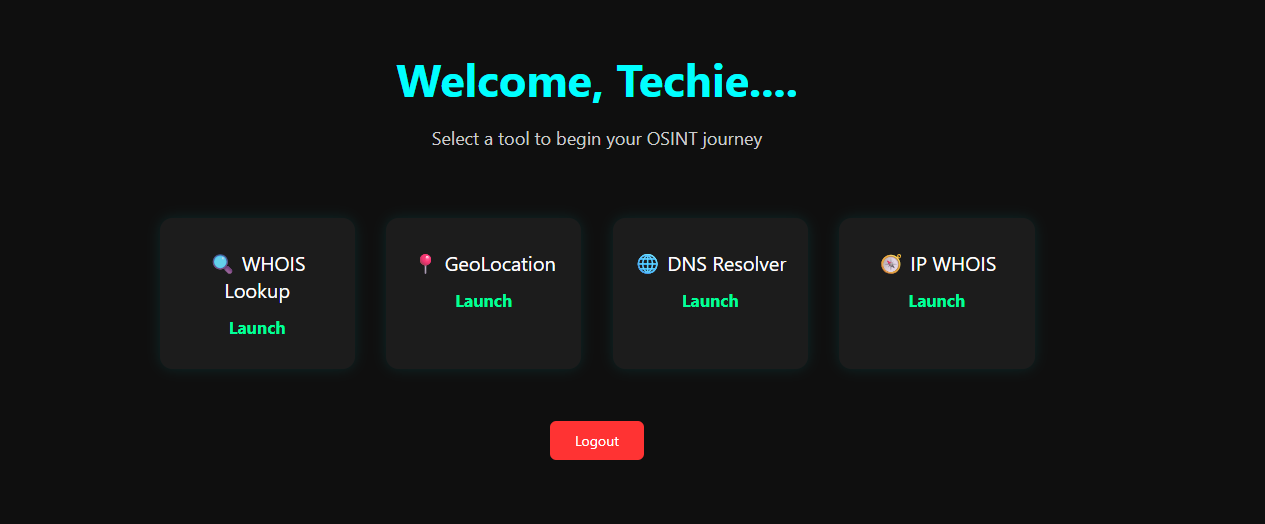 Welcome, Techie....
Select a tool to begin your OSINT journey
🔍 WHOIS
Lookup
Launch
📍 GeoLocation
Launch
🌐 DNS Resolver
Launch
🧭 IP WHOIS
Launch
Logout